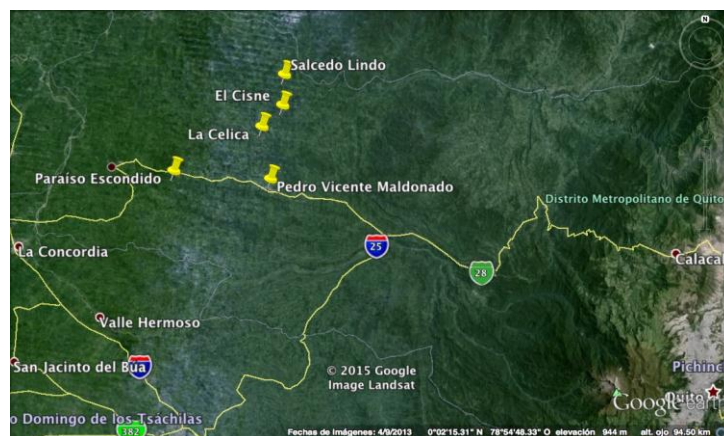 N
Salcedo Lindo
El Cisne
La Celica
Paraíso Escondido
Pedro Vicente Maldonado
Distrito Metropolitano de Quito
La Concordia
25
Calacal
28
Valle Hermoso
San Jacinto del Búa
© 2015 Google
Image Landsat
Pichinc
Quito
Google earth
o Domingo de los Tsáchilas
382
Fechas de imágenes: 4/9/2013 0°02'15.31" N 78°54'48.33" O elevación 944 m alt. ojo 94.50 km